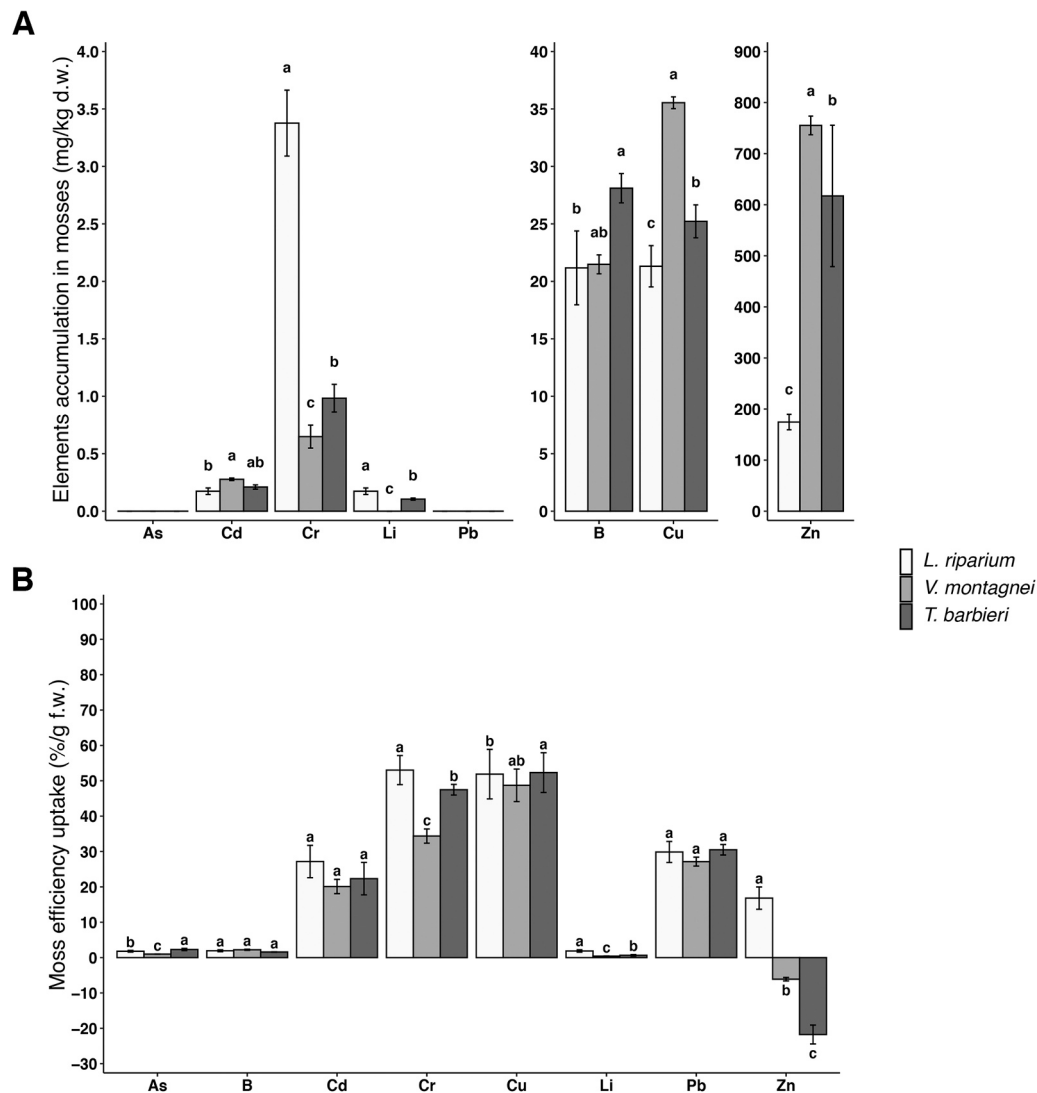 A
Elements accumulation in mosses (mg/kg d.w.)
4.0
3.5
3.0
2.5
2.0
1.5
1.0
0.5
0.0
b
a
ab
a
c
b
a
c
b
As
Cd
Cr
Li
Pb
40
35
30
25
20
15
10
5
0
b
ab
a
c
a
b
B
Cu
900
800
700
600
500
400
300
200
100
0
c
a
b
Zn
L. riparium
V. montagnei
T. barbieri
B
Moss efficiency uptake (%/g f.w.)
100
90
80
70
60
50
40
30
20
10
0
−10
−20
−30
b
c
a
a
a
a
a
a
a
a
c
b
b
ab
a
a
c
b
a
a
a
a
b
c
As
B
Cd
Cr
Cu
Li
Pb
Zn